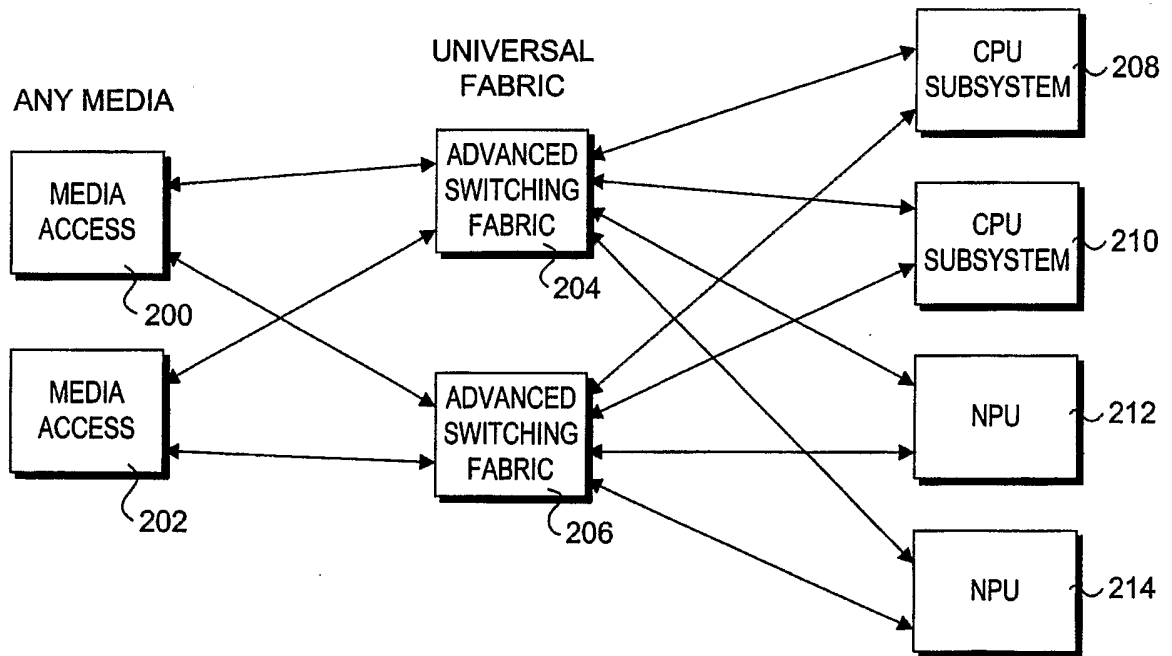 ANY MEDIA
MEDIA
ACCESS
200
MEDIA
ACCESS
202
UNIVERSAL
FABRIC
ADVANCED
SWITCHING
FABRIC
204
ADVANCED
SWITCHING
FABRIC
206
CPU
SUBSYSTEM
208
CPU
SUBSYSTEM
210
NPU
212
NPU
214